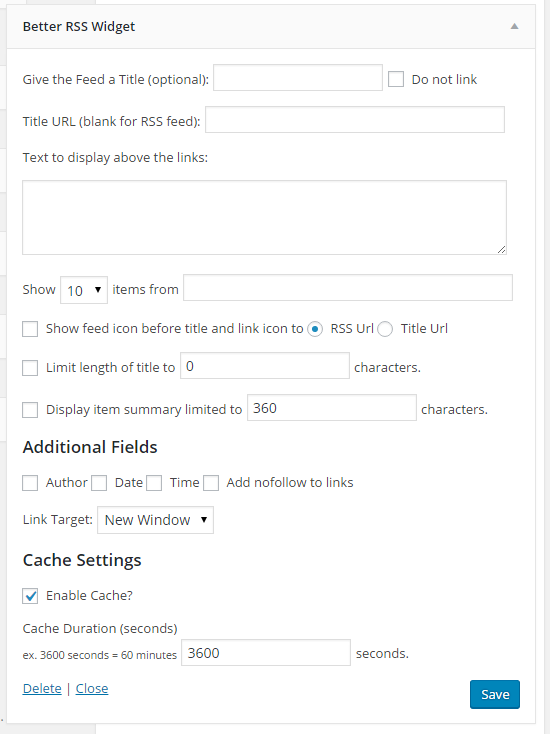 Better RSS Widget
Give the Feed a Title (optional): Do not link
Title URL (blank for RSS feed):
Text to display above the links:
Show 10 items from
Show feed icon before title and link icon to RSS Url Title Url
Limit length of title to 0 characters.
Display item summary limited to 360 characters.
Additional Fields
Author Date Time Add nofollow to links
Link Target: New Window
Cache Settings
Enable Cache?
Cache Duration (seconds)
ex. 3600 seconds = 60 minutes 3600 seconds.
Delete | Close Save